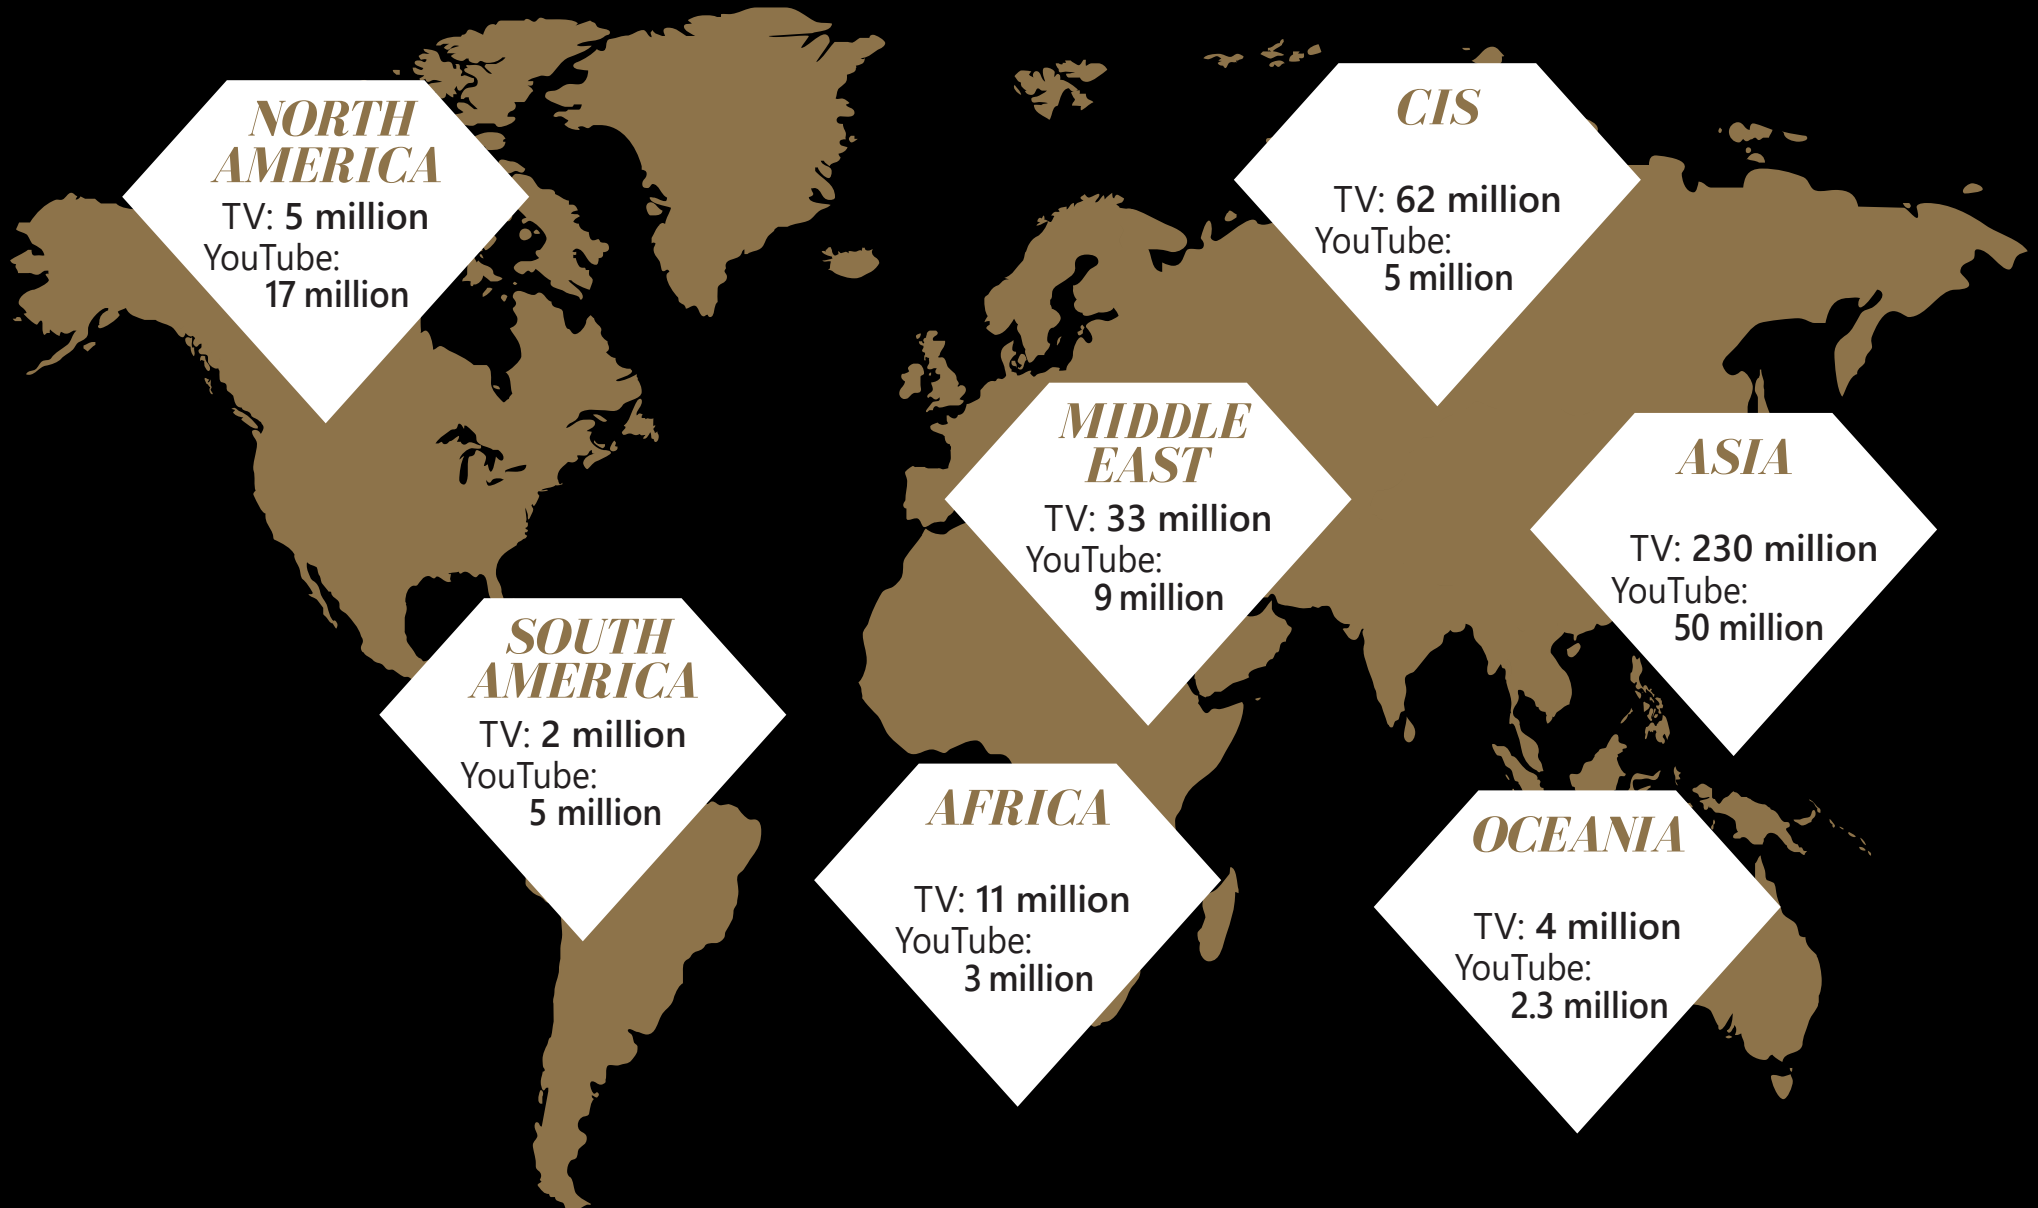 NORTH
AMERICA
TV: 5 million
YouTube:
17 million
CIS
TV: 62 million
YouTube:
5 million
MIDDLE
EAST
TV: 33 million
YouTube:
9 million
ASIA
TV: 230 million
YouTube:
50 million
SOUTH
AMERICA
TV: 2 million
YouTube:
5 million
AFRICA
TV: 11 million
YouTube:
3 million
OCEANIA
TV: 4 million
YouTube:
2.3 million